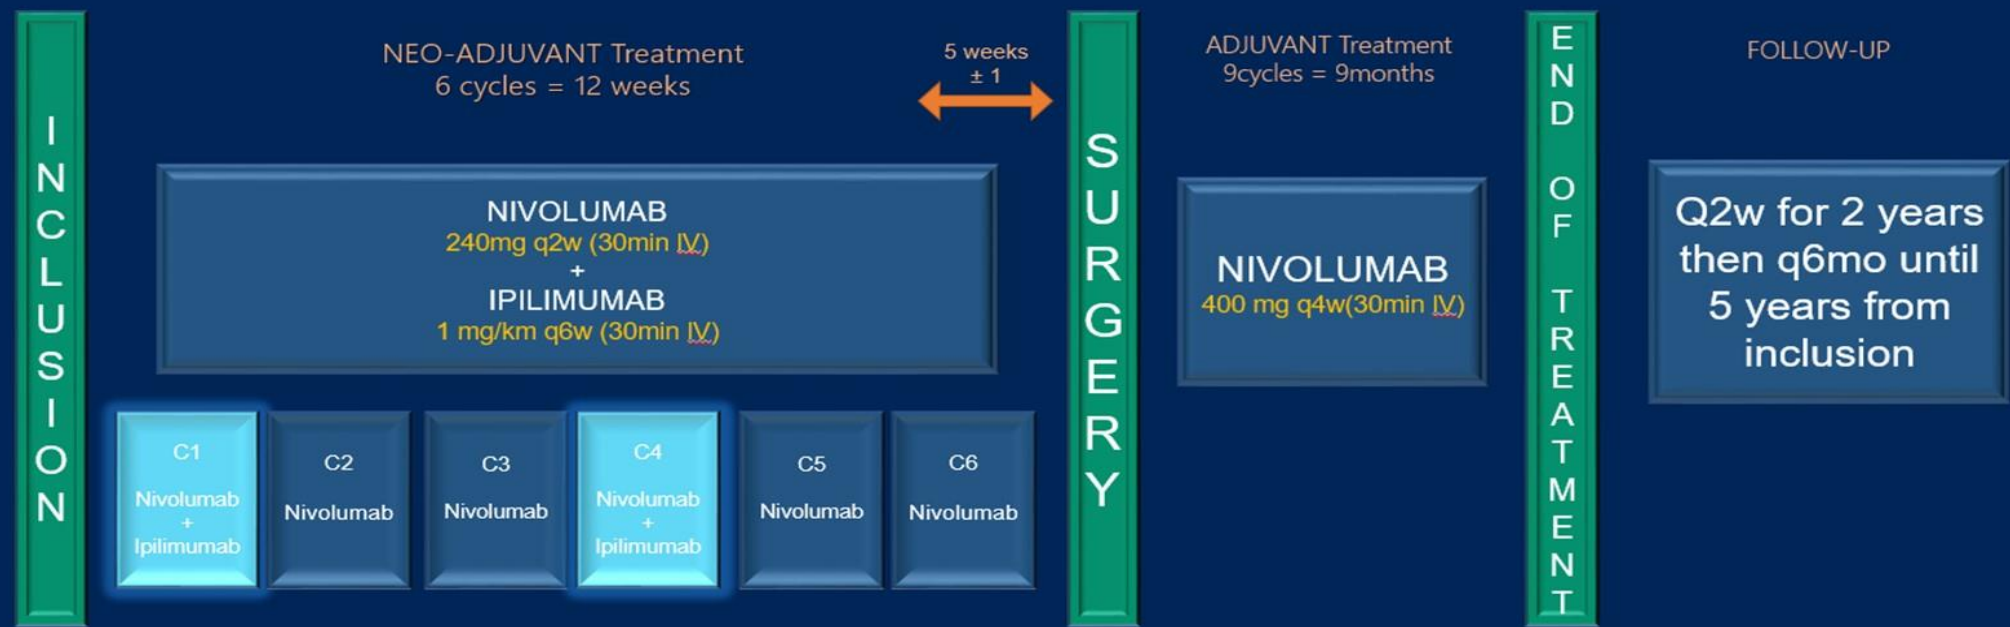 INCLUSION
NEO-ADJUVANT Treatment
6 cycles = 12 weeks
5 weeks
± 1
NIVOLUMAB
240mg q2w (30min IV)
+
IPILIMUMAB
1 mg/km q6w (30min IV)
C1
Nivolumab
+
Ipilimumab
C2
Nivolumab
C3
Nivolumab
C4
Nivolumab
+
Ipilimumab
C5
Nivolumab
C6
Nivolumab
SURGERY
ADJUVANT Treatment
9cycles = 9months
NIVOLUMAB
400 mg q4w(30min IV)
END OF TREATMENT
FOLLOW-UP
Q2w for 2 years
then q6mo until
5 years from
inclusion